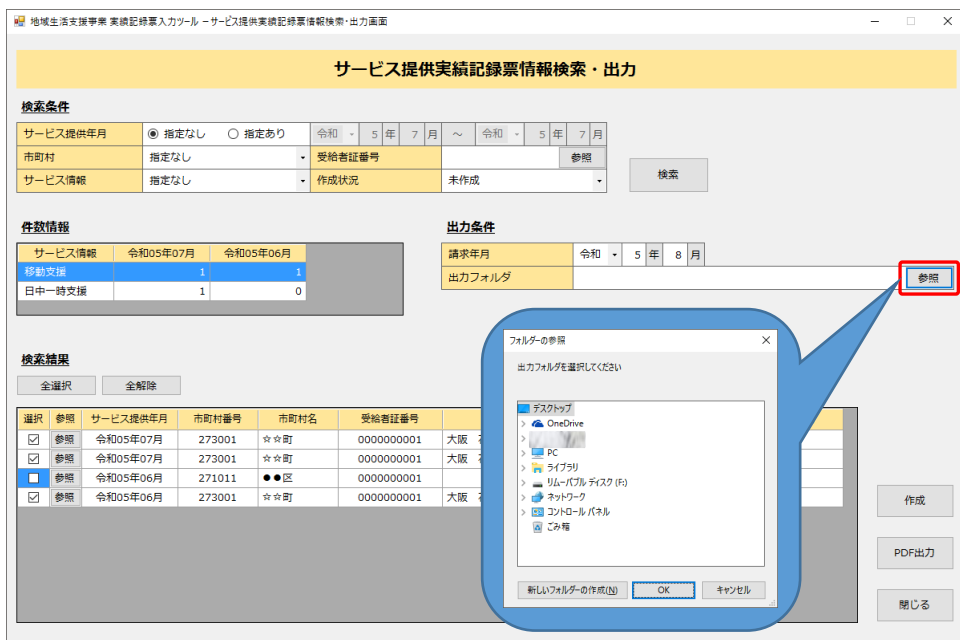 地域生活支援事業 実績記録票入力ツール －サービス提供実績記録票情報検索・出力画面
サービス提供実績記録票情報検索・出力
検索条件
サービス提供年月 指定なし 指定あり 令和 5 年 7 月 ～ 令和 5 年 7 月
市町村 指定なし 受給者証番号 参照
サービス情報 指定なし 作成状況 未作成
検索
件数情報
サービス情報 令和05年07月 令和05年06月
移動支援 1 1
日中一時支援 1 0
出力条件
請求年月 令和 5 年 8 月
出力フォルダ 参照
検索結果
全選択 全解除
選択 参照 サービス提供年月 市町村番号 市町村名 受給者証番号
参照 令和05年07月 273001 ☆☆町 0000000001 大阪
参照 令和05年07月 273001 ☆☆町 0000000001 大阪
参照 令和05年06月 271011 ●●区 0000000001
参照 令和05年06月 273001 ☆☆町 0000000001 大阪
フォルダーの参照
出力フォルダを選択してください
デスクトップ
OneDrive
PC
ライブラリ
リムーバブル ディスク (F:)
ネットワーク
コントロール パネル
ごみ箱
新しいフォルダーの作成(N) OK キャンセル
作成
PDF出力
閉じる